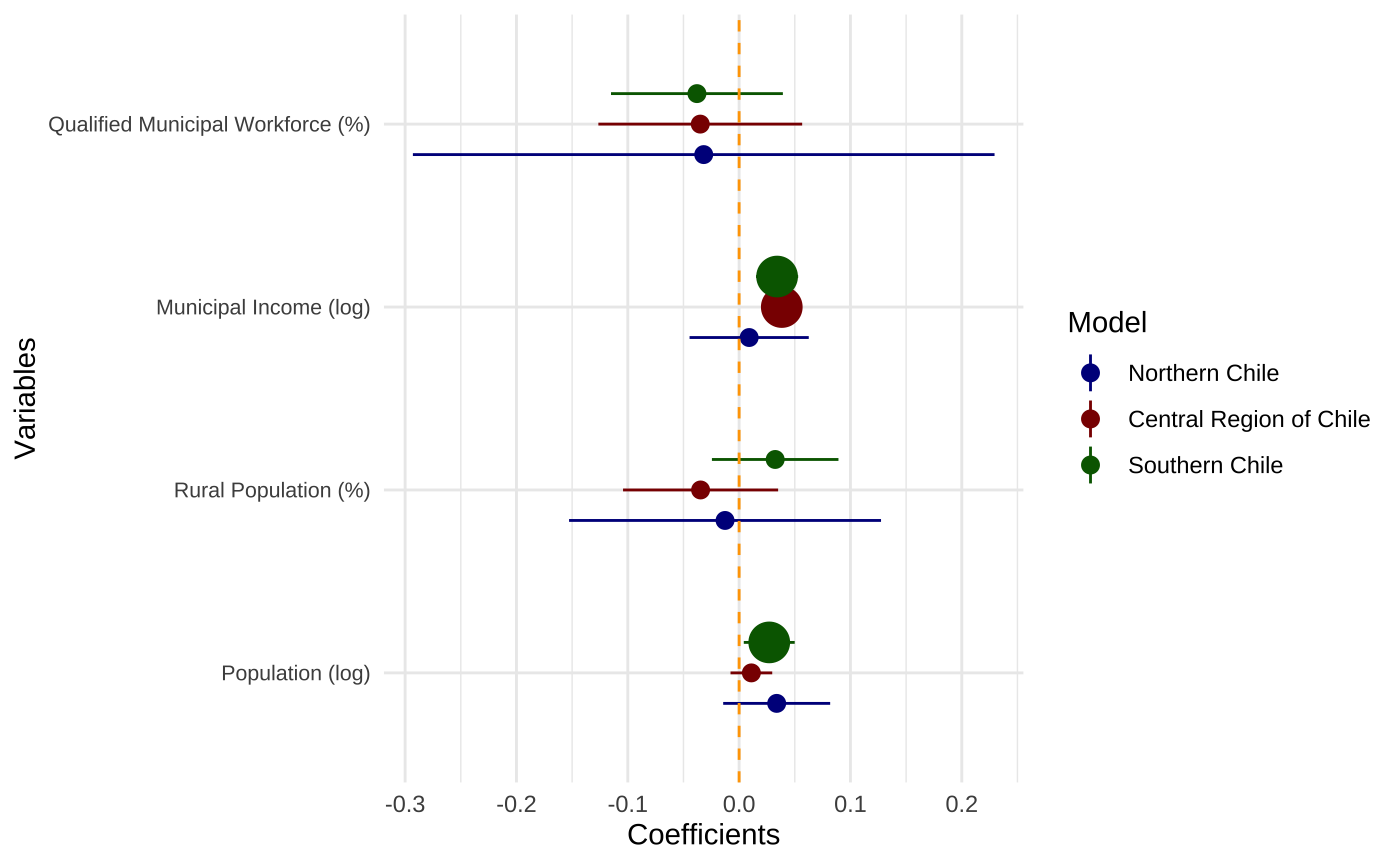 Variables
Qualified Municipal Workforce (%)
Municipal Income (log)
Rural Population (%)
Population (log)
-0.3
-0.2
-0.1
0.0
0.1
0.2
Coefficients
Model
Northern Chile
Central Region of Chile
Southern Chile